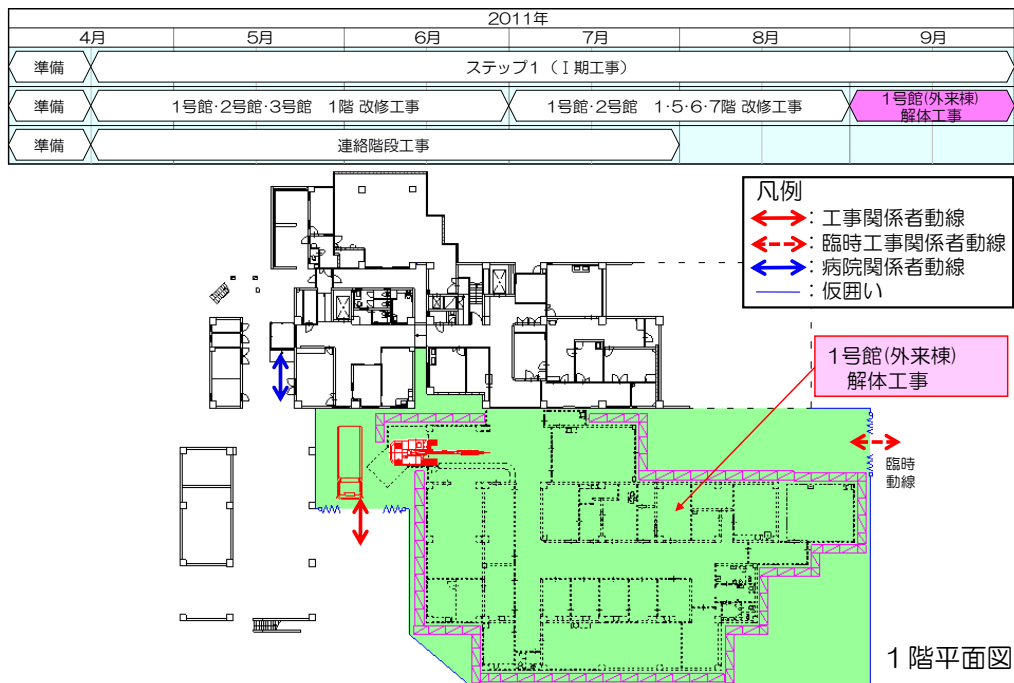 2011年
4月 5月 6月 7月 8月 9月
準備 ステップ1（Ⅰ期工事）
準備 1号館･2号館･3号館　1階 改修工事 1号館･2号館　1･5･6･7階 改修工事 1号館(外来棟)
解体工事
準備 連絡階段工事
凡例
：工事関係者動線
：臨時工事関係者動線
：病院関係者動線
：仮囲い
1号館(外来棟)
解体工事
臨時
動線
1階平面図